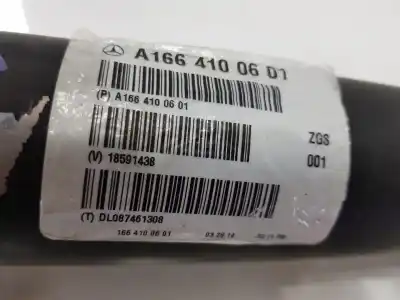 A166 410 06 01
(P) A166 410 06 01
ZGS
(V) 18591438
001
(T) DL087461308
166 410 06 01